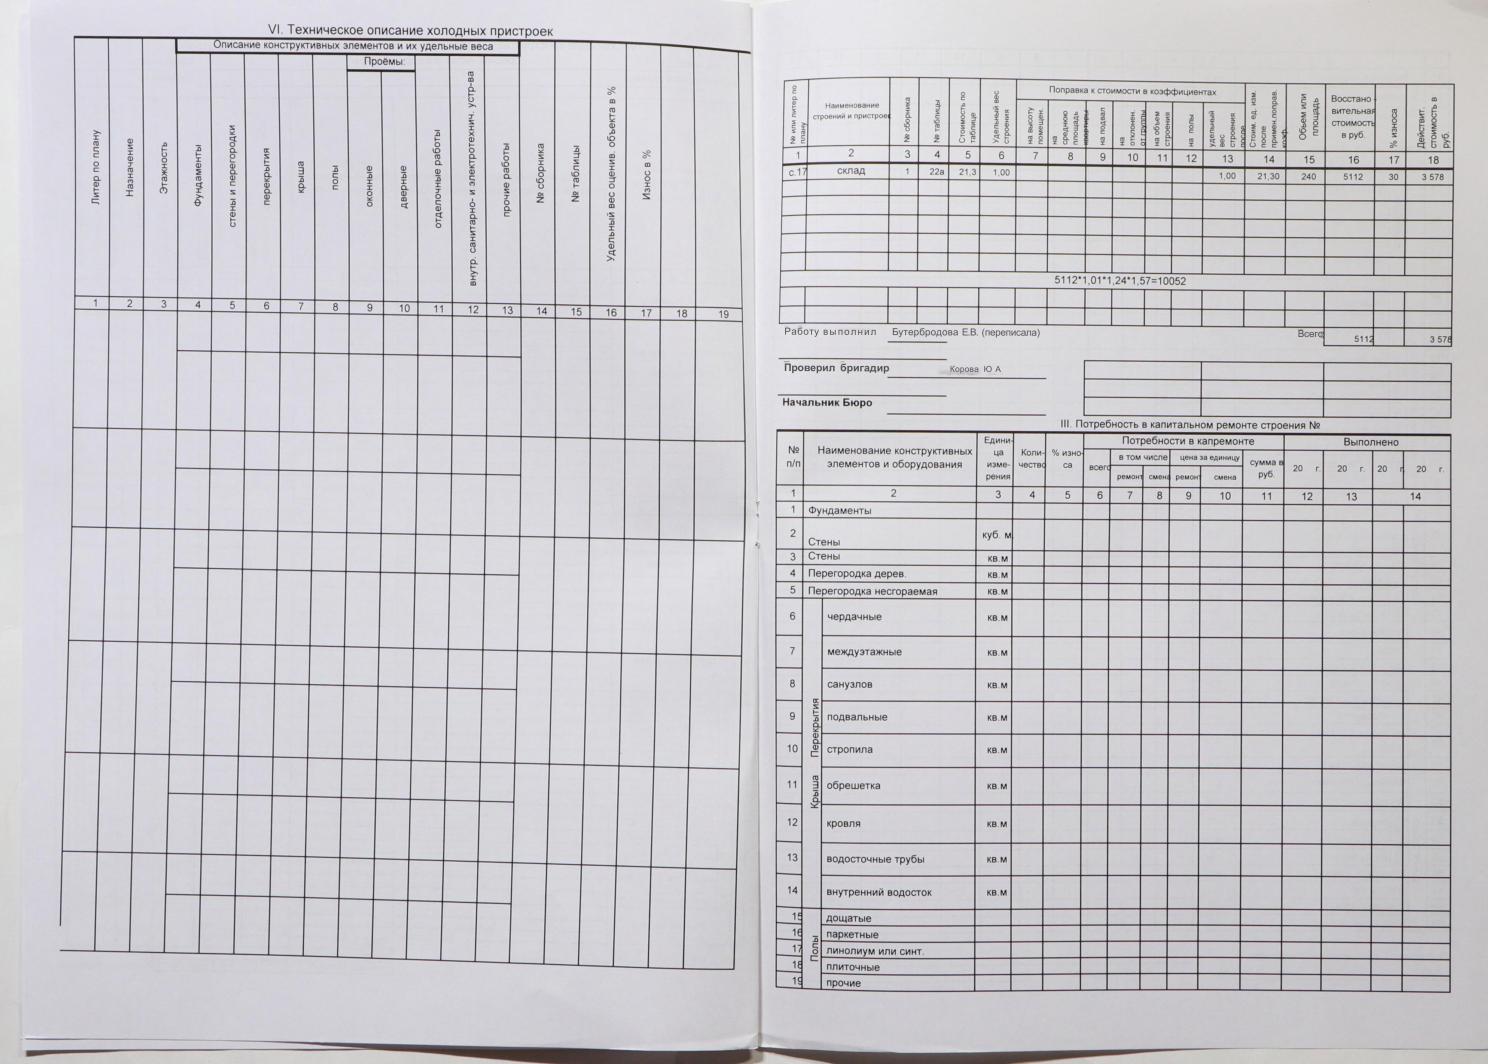 VI. Техническое описание холодных пристроек
Описание конструктивных элементов и их удельные веса
Проёмы:
Литер по плану
Назначение
Этажность
Фундаменты
стены и перегородки
перекрытия
крыша
полы
оконные
дверные
отделочные работы
внутр. санитарно- и электротехнич. устр-ва
прочие работы
№ сборника
№ таблицы
Удельный вес оценив. объекта в %
Износ в %
1 2 3 4 5 6 7 8 9 10 11 12 13 14 15 16 17 18 19
№ или литер по плану
Наименование строений и пристроек
№ сборника
№ таблицы
Стоимость по таблице
Удельный вес строения
Поправка к стоимости в коэффициентах
на высоту помещен.
на среднюю площадь квартиры
на подвал
на отклонен. от группы
на объем строения
на полы
удельный вес строения после
Стоим. ед. изм. после примен.поправ. коэф.
Объем или площадь
Восстано вительная стоимость в руб.
% износа
Действит. стоимость в руб.
1 2 3 4 5 6 7 8 9 10 11 12 13 14 15 16 17 18
с.17 склад 1 22в 21,3 1,00 1,00 21,30 240 5112 30 3 578
5112*1,01*1,24*1,57=10052
Работу выполнил Бутербродова Е.В. (переписала) Всего 5112 3 578
Проверил бригадир Корова Ю А
Начальник Бюро
III. Потребность в капитальном ремонте строения №
№ п/п
Наименование конструктивных элементов и оборудования
Едини- ца изме- рения
Коли- чество
% изно- са
Потребности в капремонте
всего
в том числе
ремонт смена
цена за единицу
ремонт смена
сумма в руб.
Выполнено
20 г. 20 г. 20 г. 20 г.
1 2 3 4 5 6 7 8 9 10 11 12 13 14
1 Фундаменты
2 Стены куб. м.
3 Стены кв.м
4 Перегородка дерев. кв.м
5 Перегородка несгораемая кв.м
Перекрытия
6 чердачные кв.м
7 междуэтажные кв.м
8 санузлов кв.м
9 подвальные кв.м
Крыша
10 стропила кв.м
11 обрешетка кв.м
12 кровля кв.м
13 водосточные трубы кв.м
14 внутренний водосток кв.м
Полы
15 дощатые
16 паркетные
17 линолиум или синт.
18 плиточные
19 прочие